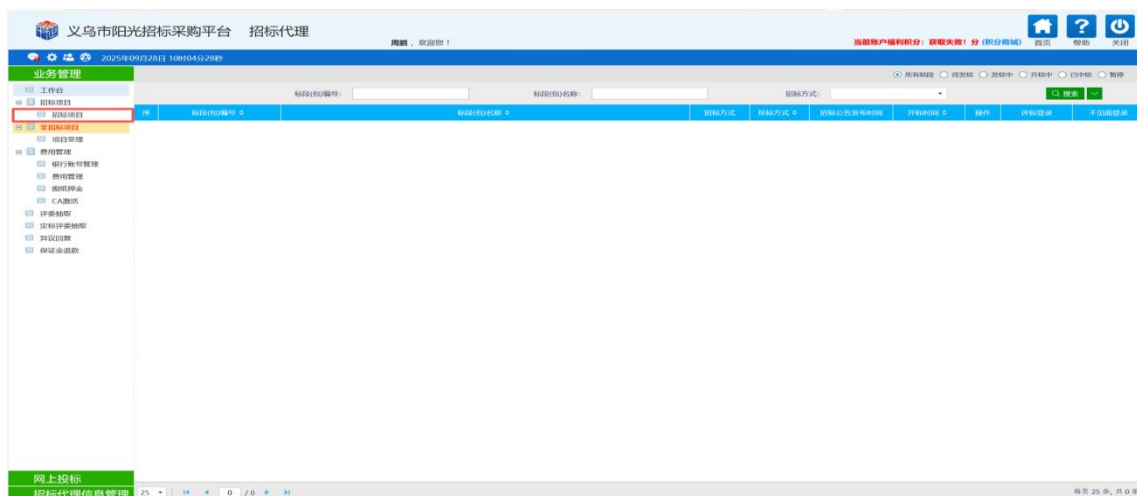 义乌市阳光招标采购平台 招标代理
周鹏，欢迎您！
当前账户福利积分：获取失败！分 (积分商城)
首页 帮助 关闭
2025年09月28日 10时04分28秒
业务管理
所有标段 待发标 发标中 开标中 已中标 暂停
工作台
标段(包)编号： 标段(包)名称： 招标方式： 搜索
招标项目
招标项目
序 标段(包)编号 标段(包)名称 招标方式 投标方式 招标公告发布时间 开标时间 操作 评标登录 不见面登录
非招标项目
项目受理
费用管理
银行账号管理
费用管理
图纸押金
CA激活
评委抽取
定标评委抽取
异议回复
保证金退款
网上投标
招标代理信息管理
25 0 / 0 每页 25 条, 共 0 条